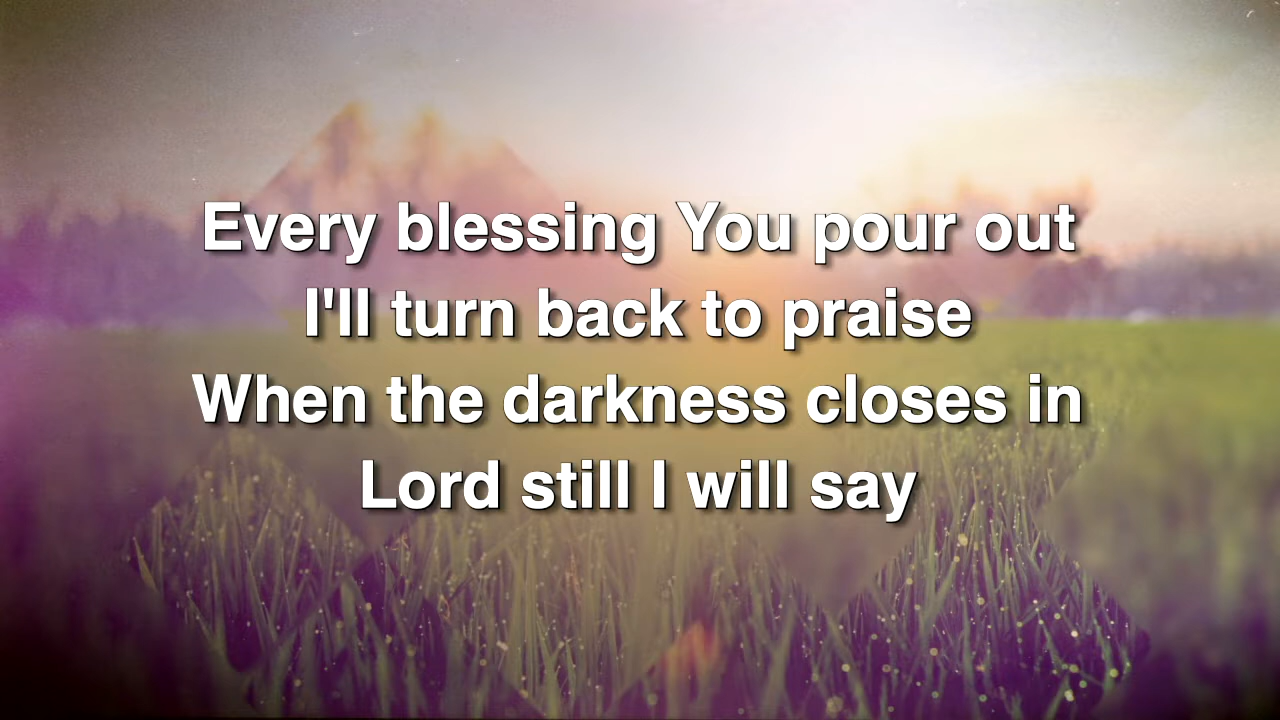 Every blessing You pour out
I'll turn back to praise
When the darkness closes in
Lord still I will say